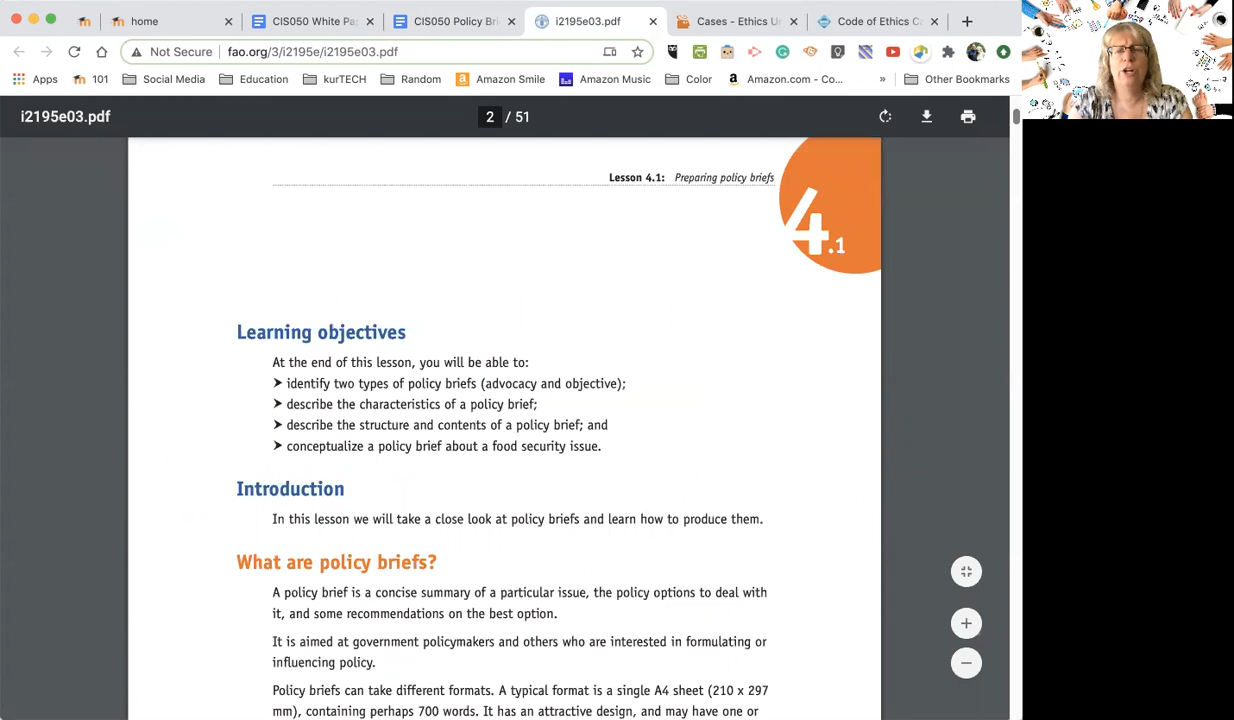 home
CIS050 White Pa
CIS050 Policy Bri
i2195e03.pdf
Cases - Ethics U
Code of Ethics C
Not Secure
fao.org/3/i2195e/i2195e03.pdf
Apps
101
Social Media
Education
kurTECH
Random
Amazon Smile
Amazon Music
Color
Amazon.com - Co...
»
Other Bookmarks
i2195e03.pdf
2 / 51
Lesson 4.1: Preparing policy briefs
4.1
Learning objectives
At the end of this lesson, you will be able to:
➤ identify two types of policy briefs (advocacy and objective);
➤ describe the characteristics of a policy brief;
➤ describe the structure and contents of a policy brief; and
➤ conceptualize a policy brief about a food security issue.
Introduction
In this lesson we will take a close look at policy briefs and learn how to produce them.
What are policy briefs?
A policy brief is a concise summary of a particular issue, the policy options to deal with
it, and some recommendations on the best option.
It is aimed at government policymakers and others who are interested in formulating or
influencing policy.
Policy briefs can take different formats. A typical format is a single A4 sheet (210 x 297
mm), containing perhaps 700 words. It has an attractive design, and may have one or